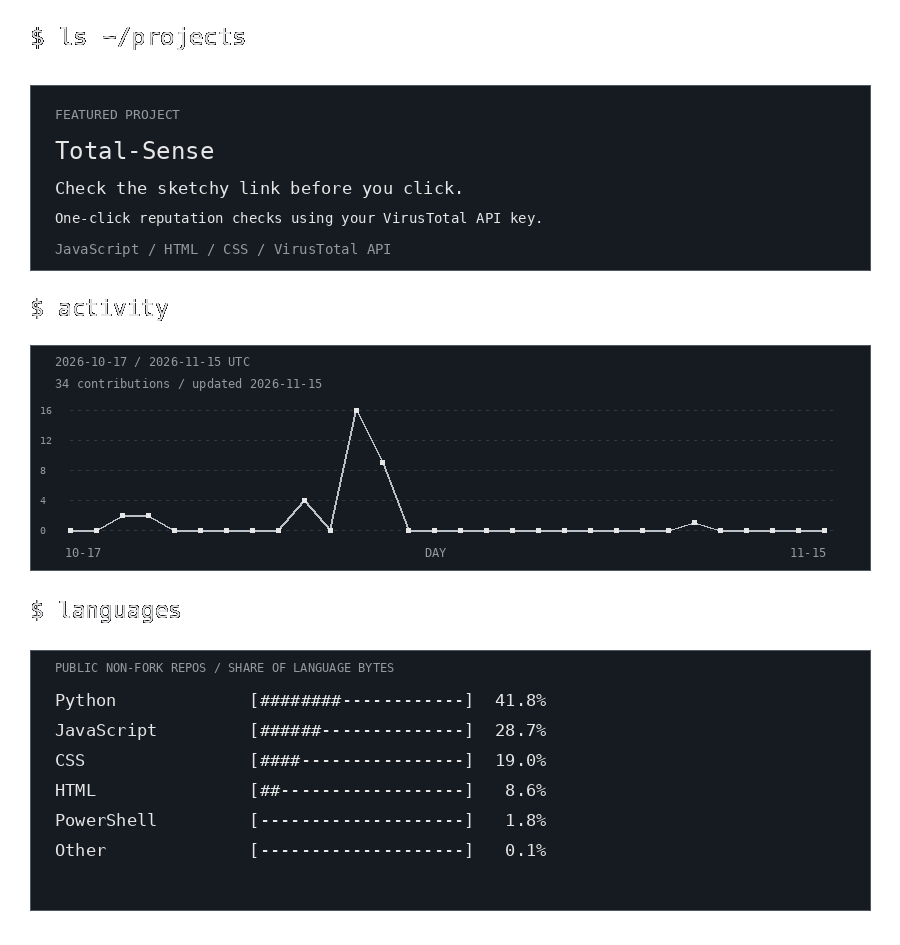 $ ls ~/projects
FEATURED PROJECT
Total-Sense
Check the sketchy link before you click.
One-click reputation checks using your VirusTotal API key.
JavaScript / HTML / CSS / VirusTotal API
$ activity
2026-10-17 / 2026-11-15 UTC
34 contributions / updated 2026-11-15
16
12
8
4
0
10-17 DAY 11-15
$ languages
PUBLIC NON-FORK REPOS / SHARE OF LANGUAGE BYTES
Python [########------------] 41.8%
JavaScript [######--------------] 28.7%
CSS [####----------------] 19.0%
HTML [##------------------] 8.6%
PowerShell [--------------------] 1.8%
Other [--------------------] 0.1%